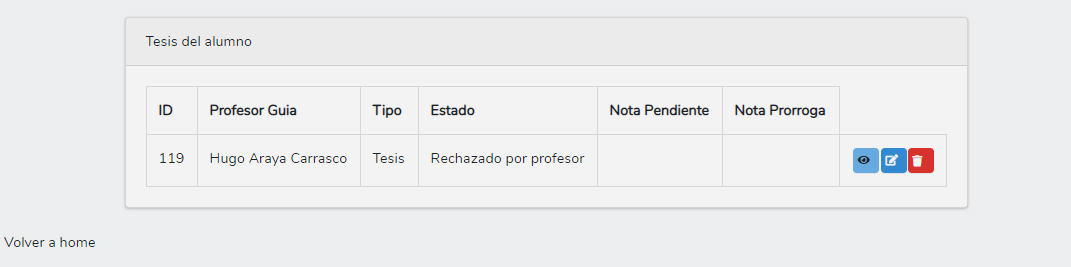 Tesis del alumno
ID Profesor Guia Tipo Estado Nota Pendiente Nota Prorroga
119 Hugo Araya Carrasco Tesis Rechazado por profesor
Volver a home